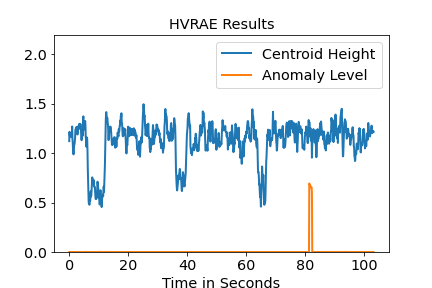 HVRAE Results
Centroid Height
Anomaly Level
2.0
1.5
1.0
0.5
0.0
0 20 40 60 80 100
Time in Seconds